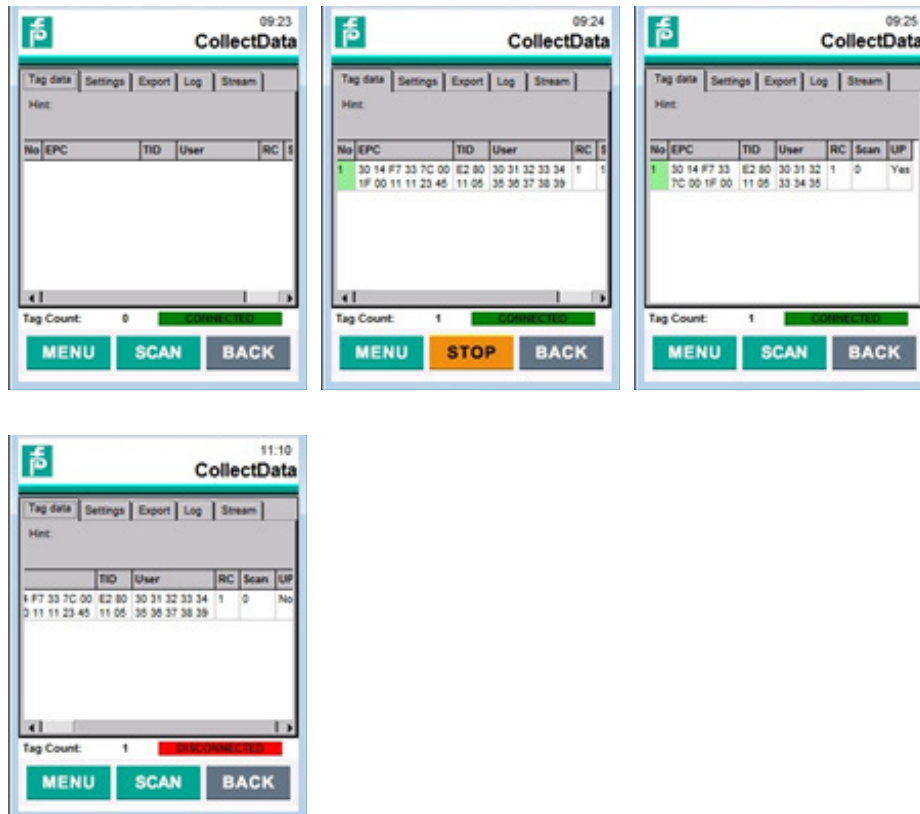 09:23
CollectData
Tag data Settings Export Log Stream
Hint:
No EPC TID User RC S
Tag Count: 0 CONNECTED
MENU SCAN BACK
09:24
CollectData
Tag data Settings Export Log Stream
Hint:
No EPC TID User RC S
1 30 14 F7 33 7C 00 E2 80 30 31 32 33 34 1 1
1F 00 11 11 23 45 11 05 35 36 37 38 39
Tag Count: 1 CONNECTED
MENU STOP BACK
09:25
CollectData
Tag data Settings Export Log Stream
Hint:
No EPC TID User RC Scan UP
1 30 14 F7 33 E2 80 30 31 32 1 0 Yes
7C 00 1F 00 11 05 33 34 35
Tag Count: 1 CONNECTED
MENU SCAN BACK
11:10
CollectData
Tag data Settings Export Log Stream
Hint:
TID User RC Scan UP
F7 33 7C 00 E2 80 30 31 32 33 34 1 0 No
11 11 23 45 11 05 35 36 37 38 39
Tag Count: 1 DISCONNECTED
MENU SCAN BACK